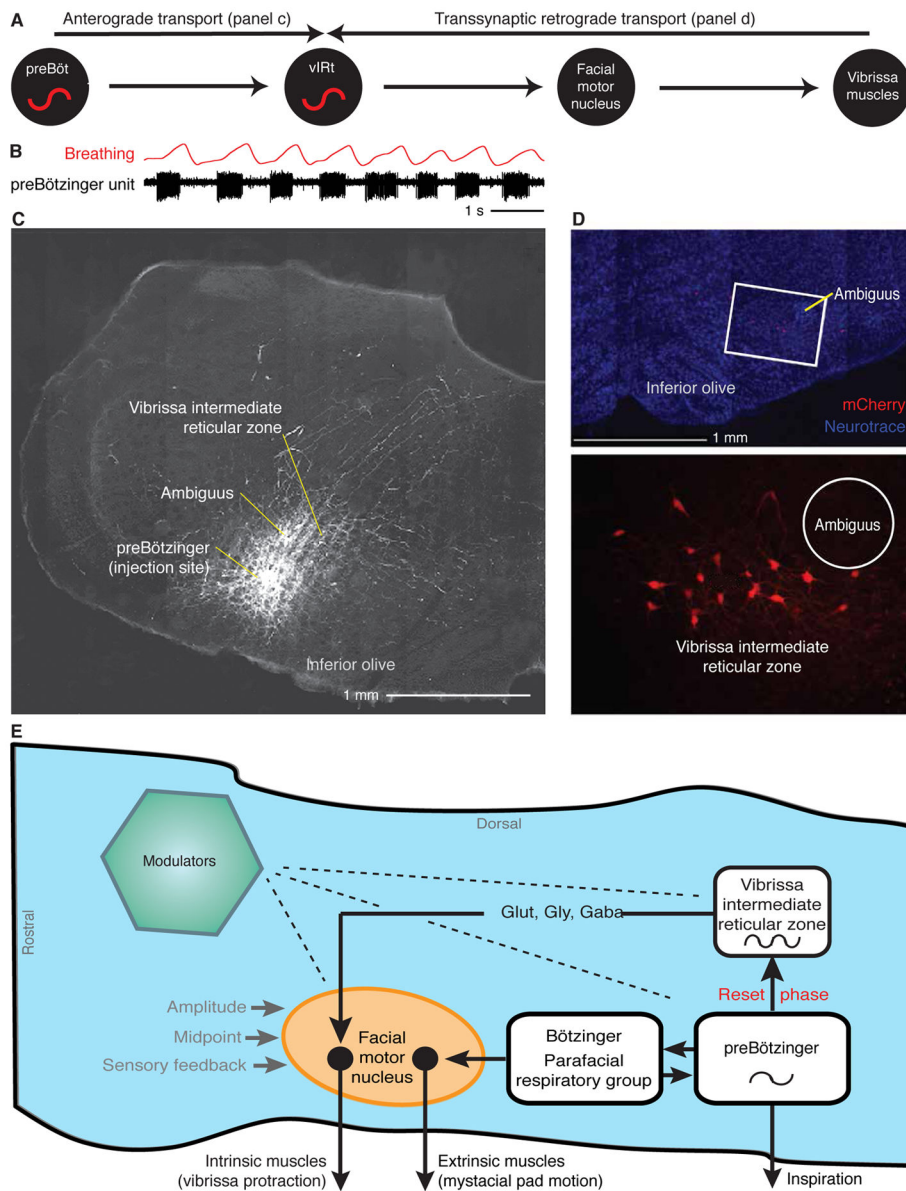 A
Anterograde transport (panel c)
Transsynaptic retrograde transport (panel d)
preBöt
vIRt
Facial
motor
nucleus
Vibrissa
muscles
B
Breathing
preBötzinger unit
1 s
C
Vibrissa intermediate
reticular zone
Ambiguus
preBötzinger
(injection site)
Inferior olive
1 mm
D
Ambiguus
Inferior olive
mCherry
Neurotrace
1 mm
Ambiguus
Vibrissa intermediate
reticular zone
E
Dorsal
Rostral
Modulators
Vibrissa
intermediate
reticular zone
Glut, Gly, Gaba
Reset phase
Amplitude
Midpoint
Sensory feedback
Facial
motor
nucleus
Bötzinger
Parafacial
respiratory group
preBötzinger
Intrinsic muscles
(vibrissa protraction)
Extrinsic muscles
(mystacial pad motion)
Inspiration